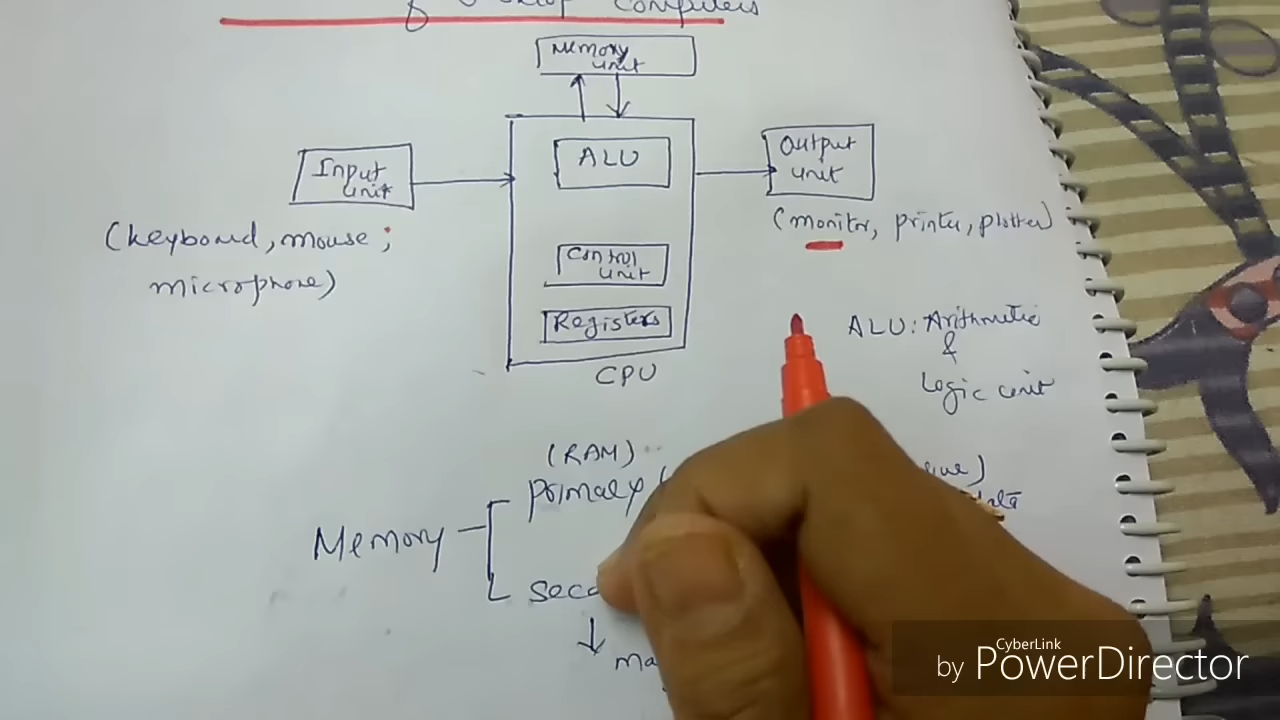 Computers
Memory
unit
Input
unit
ALU
Output
unit
(keyboard, mouse;
microphone)
(monitor, printer, plotter)
Control
unit
Registers
CPU
ALU: Arithmetic
&
Logic unit
(RAM)
Primary (
Memory
CyberLink
by PowerDirector